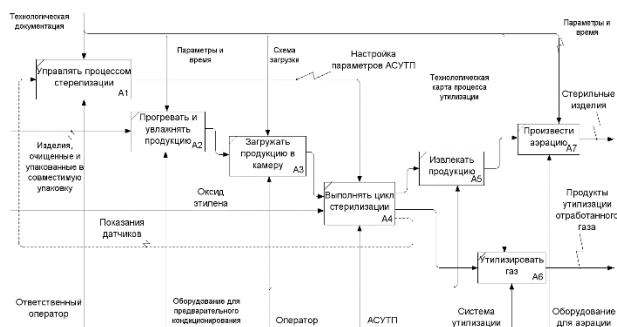 Технологическая
документация
Параметры и
время
Схема
загрузки
Настройка
параметров АСУТП
Параметры и
время
Управлять процессом
стерелизации
A1
Технологическая
карта процесса
утилизации
Стерильные
изделия
Прогревать и
увлажнять
продукцию
A2
Загружать
продукцию в
камеру
A3
Произвести
аэрацию
A7
Изделия,
очищенные и
упакованные в
совместимую
упаковку
Извлекать
продукцию
A5
Оксид
этилена
Выполнять цикл
стерилизации
A4
Показания
датчиков
Продукты
утилизации
отработанного
газа
Утилизировать
газ
A6
Ответственный
оператор
Оборудование для
предварительного
кондиционирования
Оператор
АСУТП
Система
утилизации
Оборудование
для аэрации